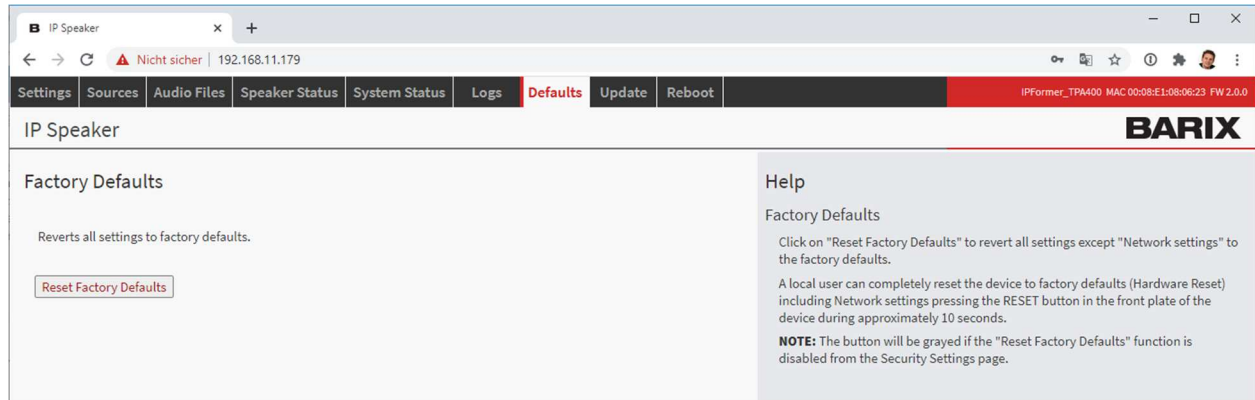 B IP Speaker
Nicht sicher | 192.168.11.179
Settings Sources Audio Files Speaker Status System Status Logs Defaults Update Reboot IPFormer_TPA400 MAC 00:08:E1:08:06:23 FW 2.0.0
IP Speaker
BARIX
Factory Defaults
Reverts all settings to factory defaults.
Reset Factory Defaults
Help
Factory Defaults
Click on "Reset Factory Defaults" to revert all settings except "Network settings" to
the factory defaults.
A local user can completely reset the device to factory defaults (Hardware Reset)
including Network settings pressing the RESET button in the front plate of the
device during approximately 10 seconds.
NOTE: The button will be grayed if the "Reset Factory Defaults" function is
disabled from the Security Settings page.